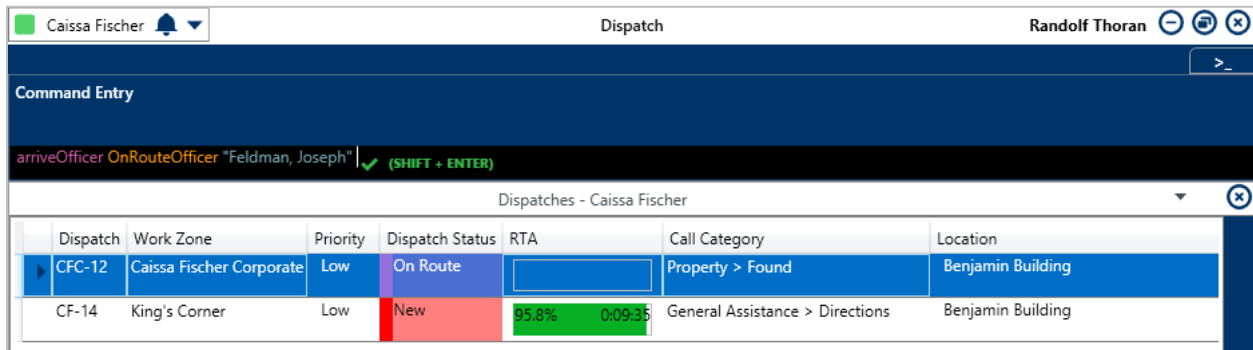 Caissa Fischer Dispatch Randolf Thoran
>_
Command Entry
arriveOfficer OnRouteOfficer "Feldman, Joseph" (SHIFT + ENTER)
Dispatches - Caissa Fischer
Dispatch Work Zone Priority Dispatch Status RTA Call Category Location
CFC-12 Caissa Fischer Corporate Low On Route Property > Found Benjamin Building
CF-14 King's Corner Low New 95.8% 0:09:35 General Assistance > Directions Benjamin Building